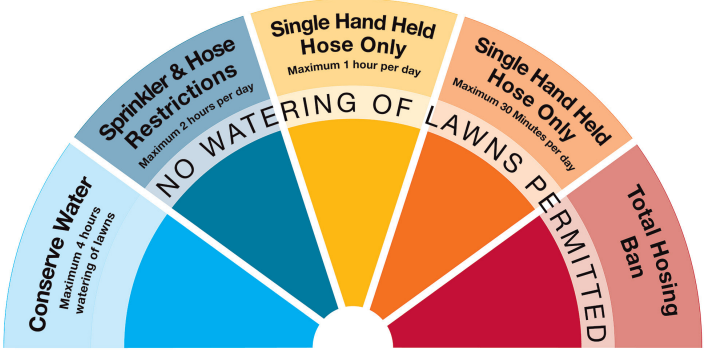 Conserve Water
Maximum 4 hours
watering of lawns
Sprinkler & Hose
Restrictions
Maximum 2 hours per day
Single Hand Held
Hose Only
Maximum 1 hour per day
Single Hand Held
Hose Only
Maximum 30 Minutes per day
Total Hosing
Ban
NO WATERING OF LAWNS PERMITTED